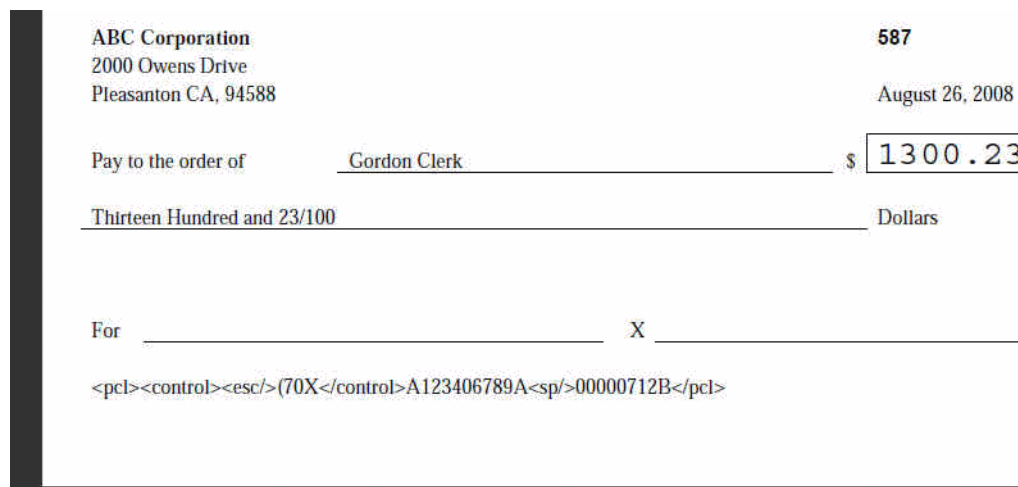 ABC Corporation 587
2000 Owens Drive
Pleasanton CA, 94588 August 26, 2008
Pay to the order of Gordon Clerk $ 1300.23
Thirteen Hundred and 23/100 Dollars
For X
<pcl><control><esc/>(70X</control>A123406789A<sp/>00000712B</pcl>